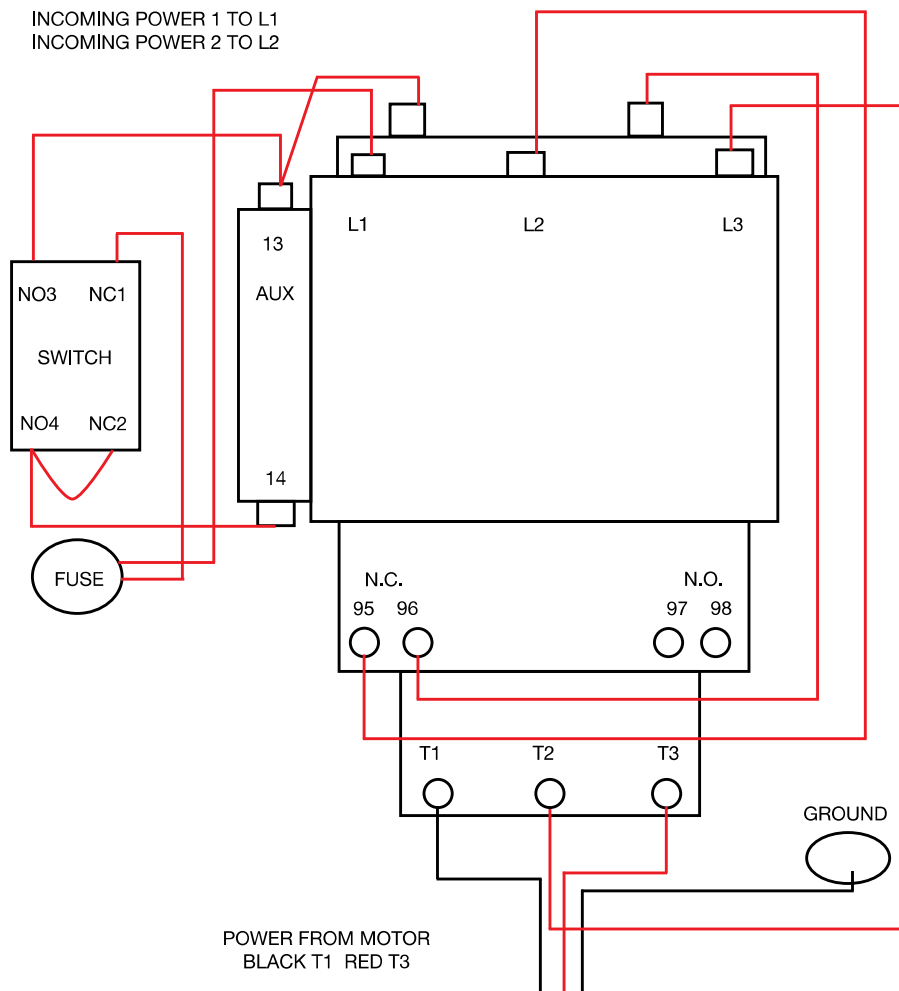 INCOMING POWER 1 TO L1
INCOMING POWER 2 TO L2
L1 L2 L3
13
AUX
NO3 NC1
SWITCH
NO4 NC2
14
FUSE
N.C. N.O.
95 96 97 98
T1 T2 T3
GROUND
POWER FROM MOTOR
BLACK T1 RED T3